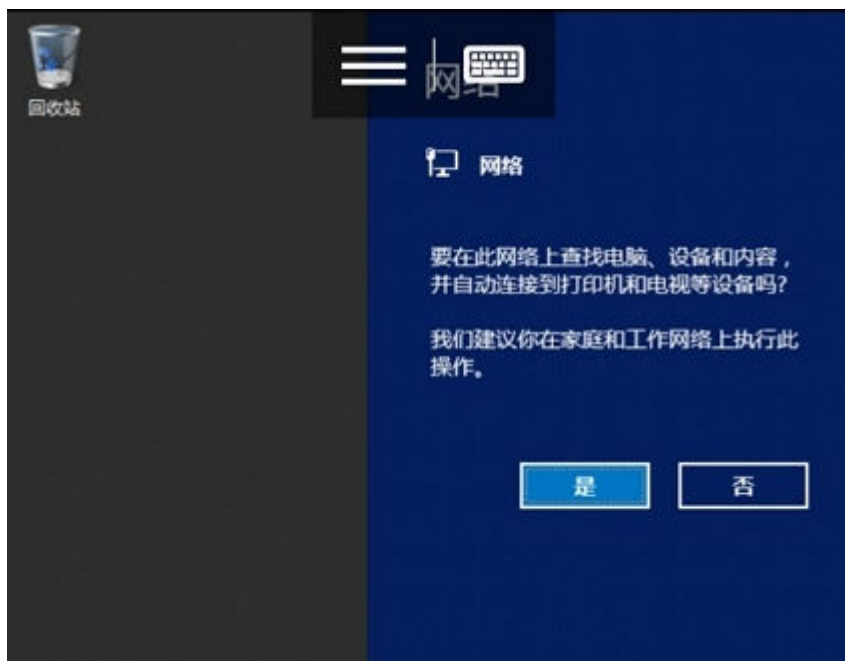 回收站
网络
网络
要在此网络上查找电脑、设备和内容，
并自动连接到打印机和电视等设备吗?
我们建议你在家庭和工作网络上执行此
操作。
是
否